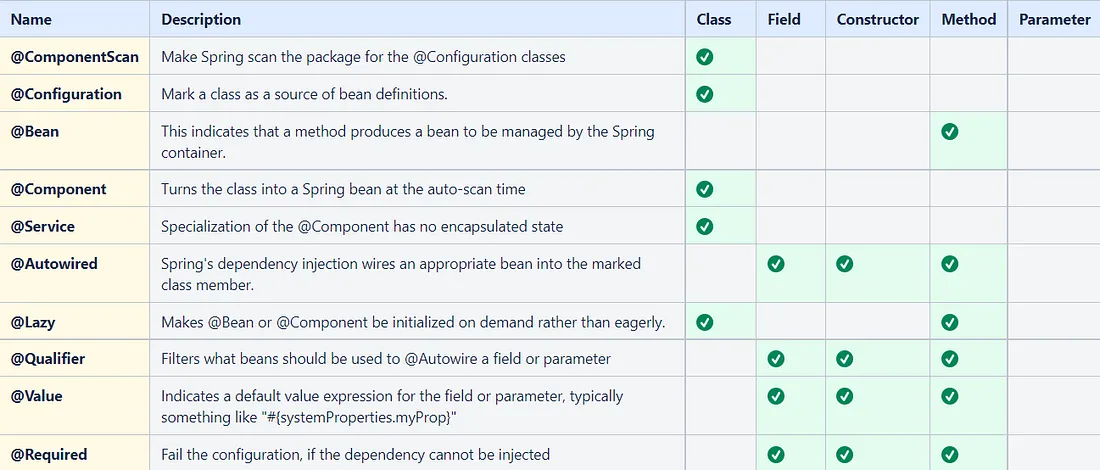 Name Description Class Field Constructor Method Parameter
@ComponentScan Make Spring scan the package for the @Configuration classes
@Configuration Mark a class as a source of bean definitions.
@Bean This indicates that a method produces a bean to be managed by the Spring
container.
@Component Turns the class into a Spring bean at the auto-scan time
@Service Specialization of the @Component has no encapsulated state
@Autowired Spring's dependency injection wires an appropriate bean into the marked
class member.
@Lazy Makes @Bean or @Component be initialized on demand rather than eagerly.
@Qualifier Filters what beans should be used to @Autowire a field or parameter
@Value Indicates a default value expression for the field or parameter, typically
something like "#{systemProperties.myProp}"
@Required Fail the configuration, if the dependency cannot be injected